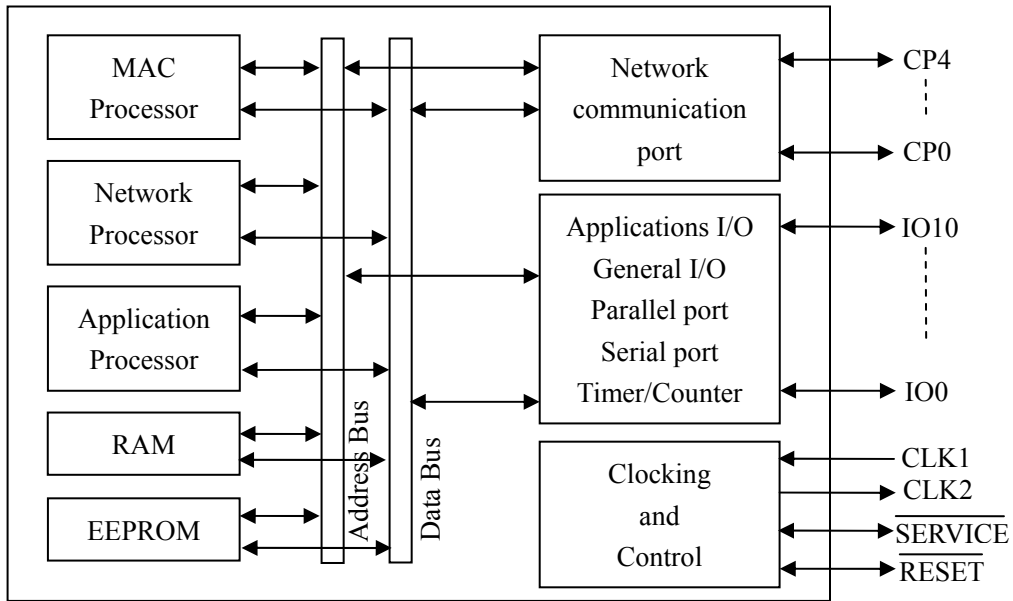 MAC
Processor
Network
Processor
Application
Processor
RAM
EEPROM
Address Bus
Data Bus
Network
communication
port
Applications I/O
General I/O
Parallel port
Serial port
Timer/Counter
Clocking
and
Control
CP4
CP0
IO10
IO0
CLK1
CLK2
SERVICE
RESET